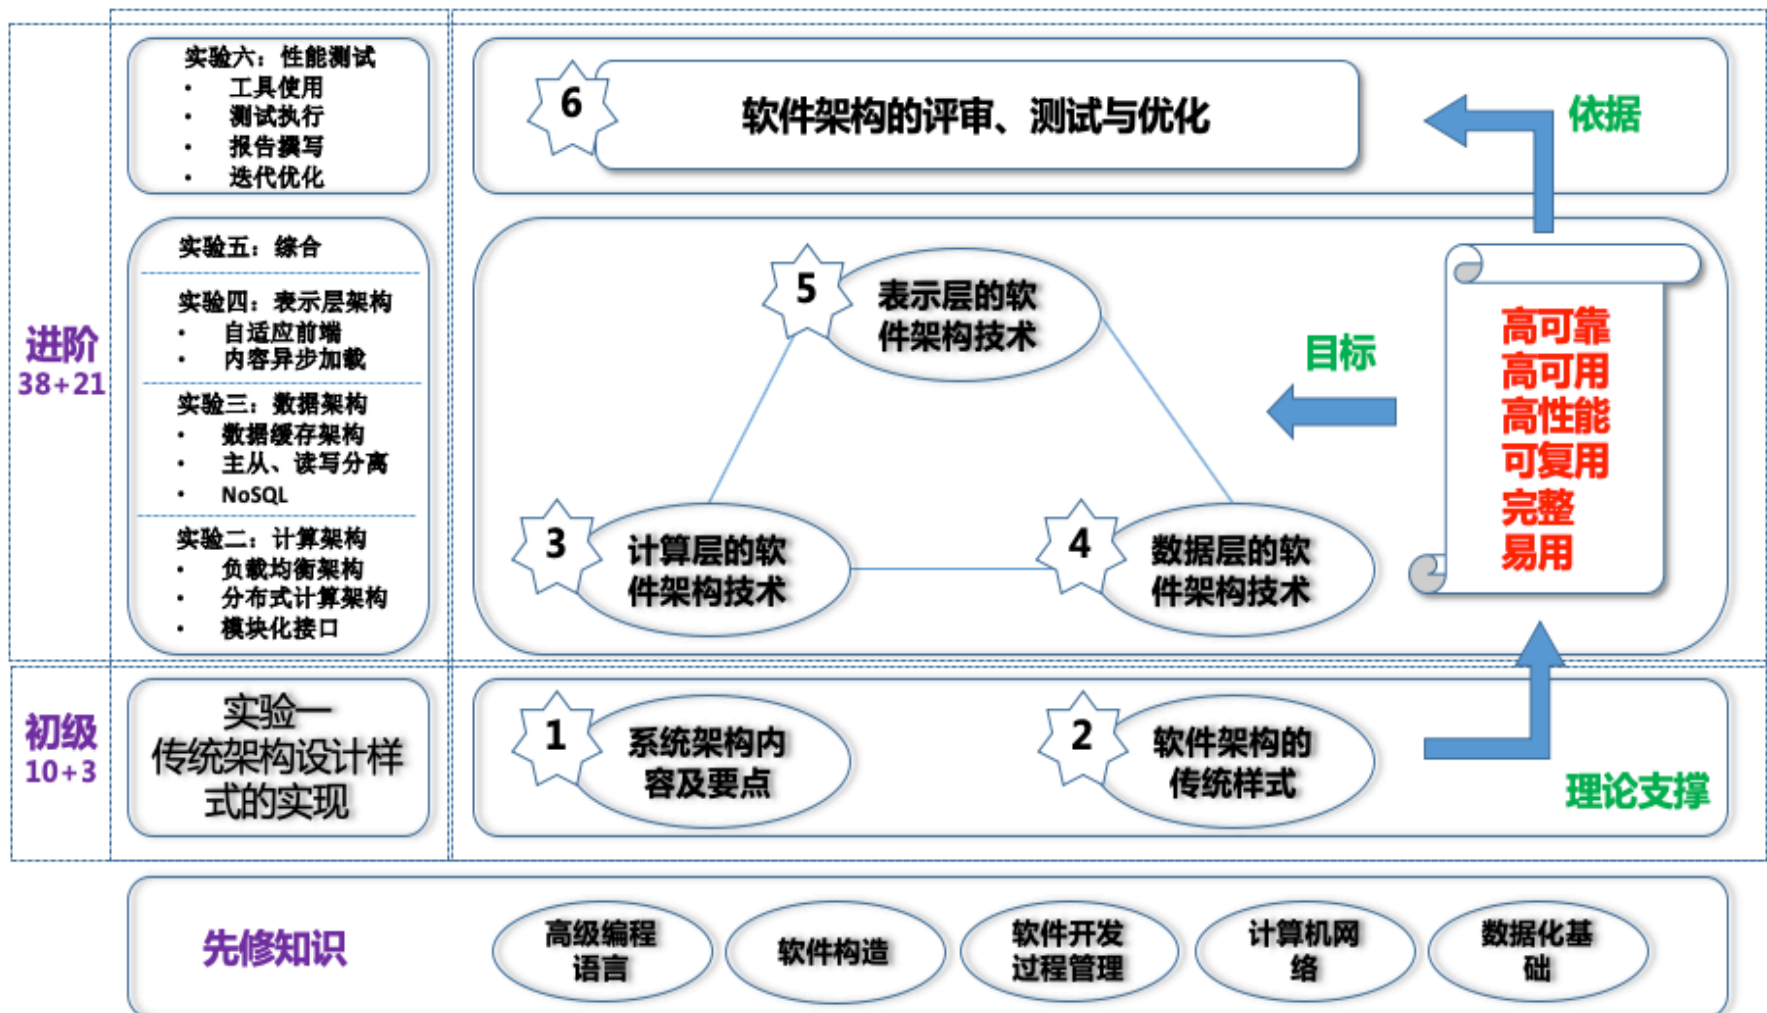 实验六：性能测试
• 工具使用
• 测试执行
• 报告撰写
• 迭代优化
6
软件架构的评审、测试与优化
依据
进阶
38+21
实验五：综合
实验四：表示层架构
• 自适应前端
• 内容异步加载
实验三：数据架构
• 数据缓存架构
• 主从、读写分离
• NoSQL
实验二：计算架构
• 负载均衡架构
• 分布式计算架构
• 模块化接口
5
表示层的软
件架构技术
3
计算层的软
件架构技术
4
数据层的软
件架构技术
目标
高可靠
高可用
高性能
可复用
完整
易用
初级
10+3
实验一
传统架构设计样
式的实现
1
系统架构内
容及要点
2
软件架构的
传统样式
理论支撑
先修知识
高级编程
语言
软件构造
软件开发
过程管理
计算机网
络
数据化基
础